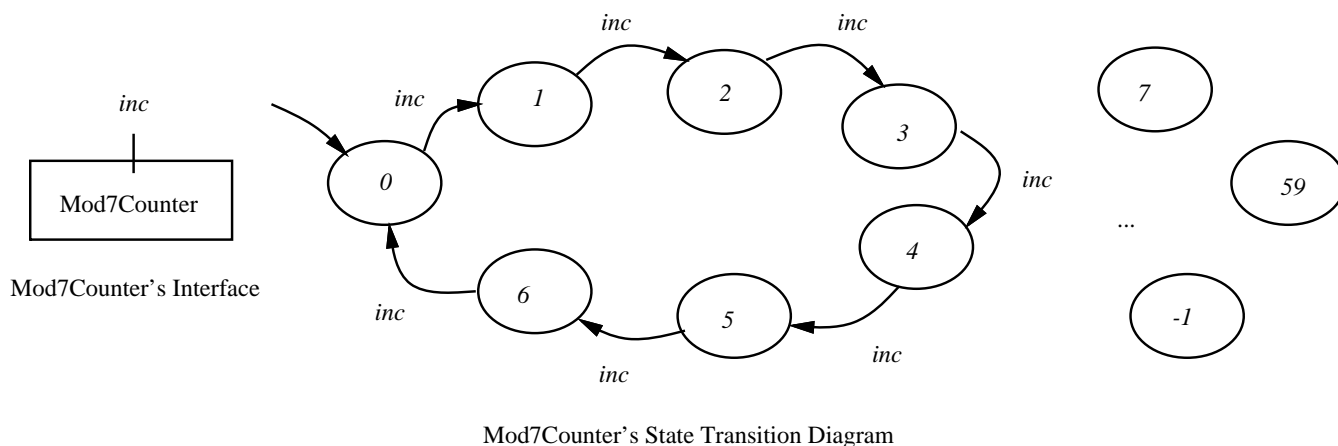 inc
Mod7Counter
Mod7Counter's Interface
0
inc
1
inc
2
inc
3
inc
4
inc
5
inc
6
inc
7
59
...
-1
Mod7Counter's State Transition Diagram